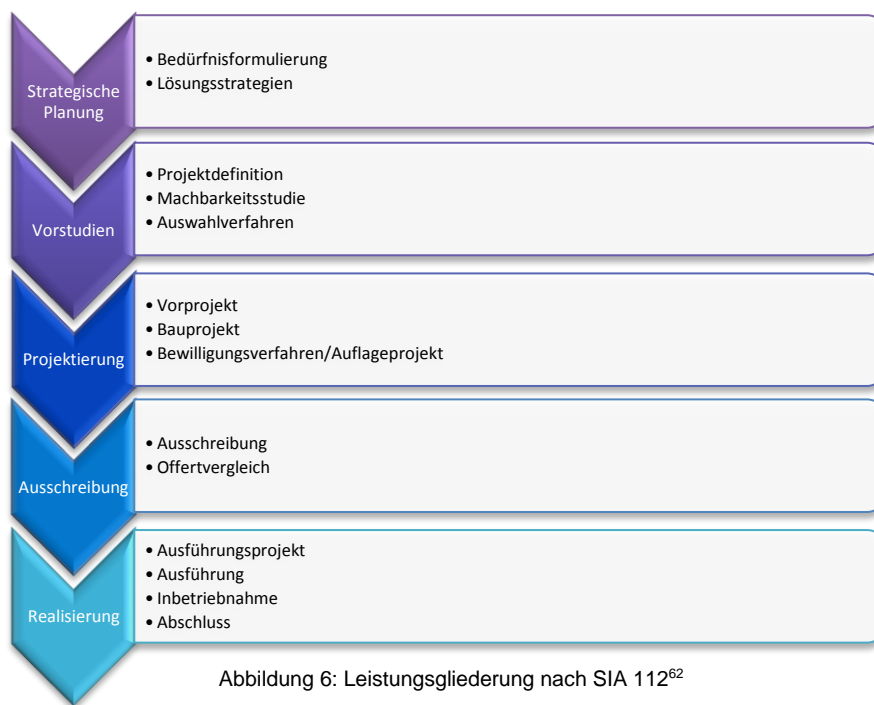 Strategische
Planung
• Bedürfnisformulierung
• Lösungsstrategien
Vorstudien
• Projektdefinition
• Machbarkeitsstudie
• Auswahlverfahren
Projektierung
• Vorprojekt
• Bauprojekt
• Bewilligungsverfahren/Auflageprojekt
Ausschreibung
• Ausschreibung
• Offertvergleich
Realisierung
• Ausführungsprojekt
• Ausführung
• Inbetriebnahme
• Abschluss
Abbildung 6: Leistungsgliederung nach SIA 112⁶²